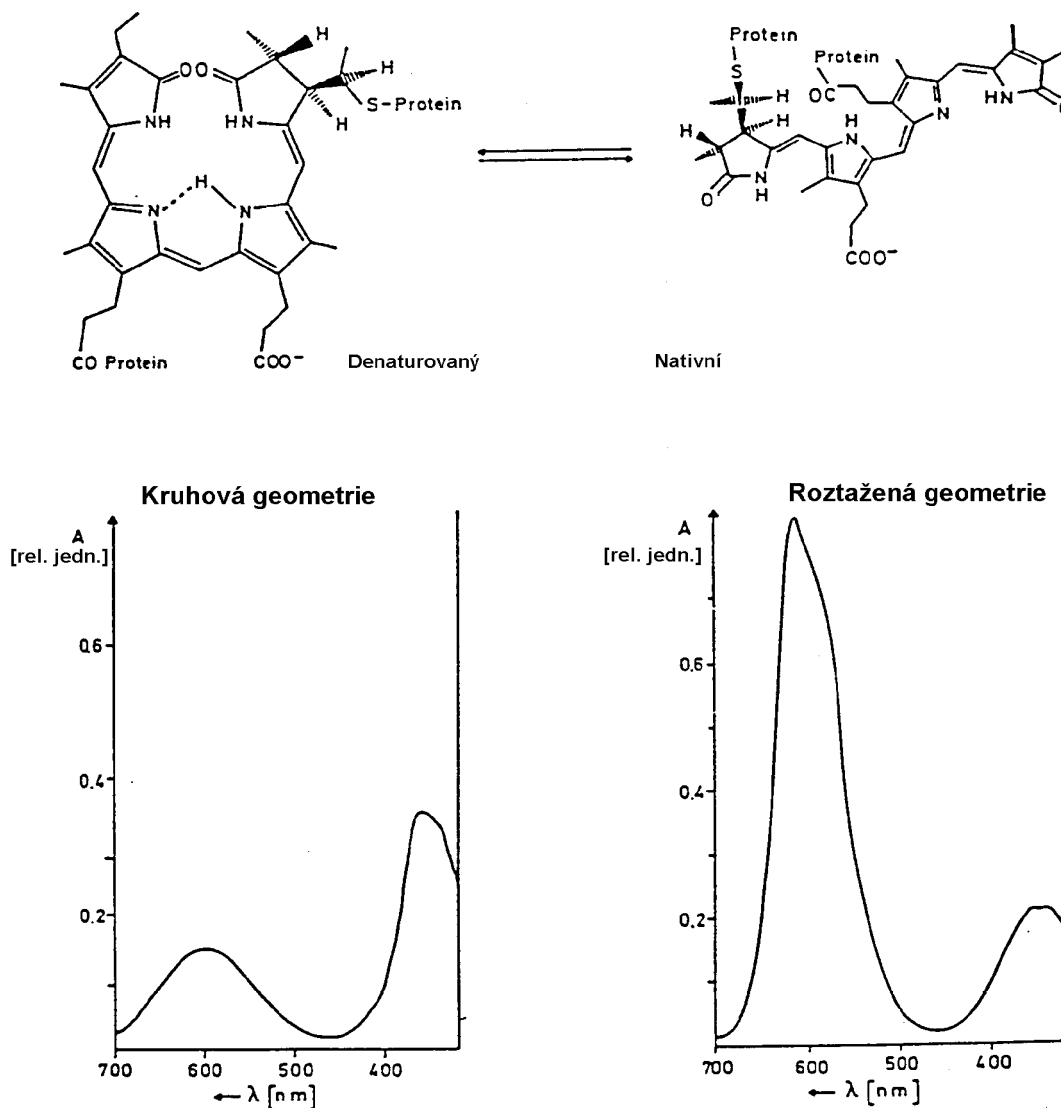 H
O O
H
NH HN
S-Protein
H
H
N N
CO Protein
COO⁻
Denaturovaný
Protein
S
H
H
H
O
NH
Protein
OC
NH
N
HN
O
COO⁻
Nativní
Kruhová geometrie
A
[rel. jedn.]
0.6
0.4
0.2
700 600 500 400
← λ [nm]
Roztažená geometrie
A
[rel. jedn.]
0.6
0.4
0.2
700 600 500 400
← λ [nm]